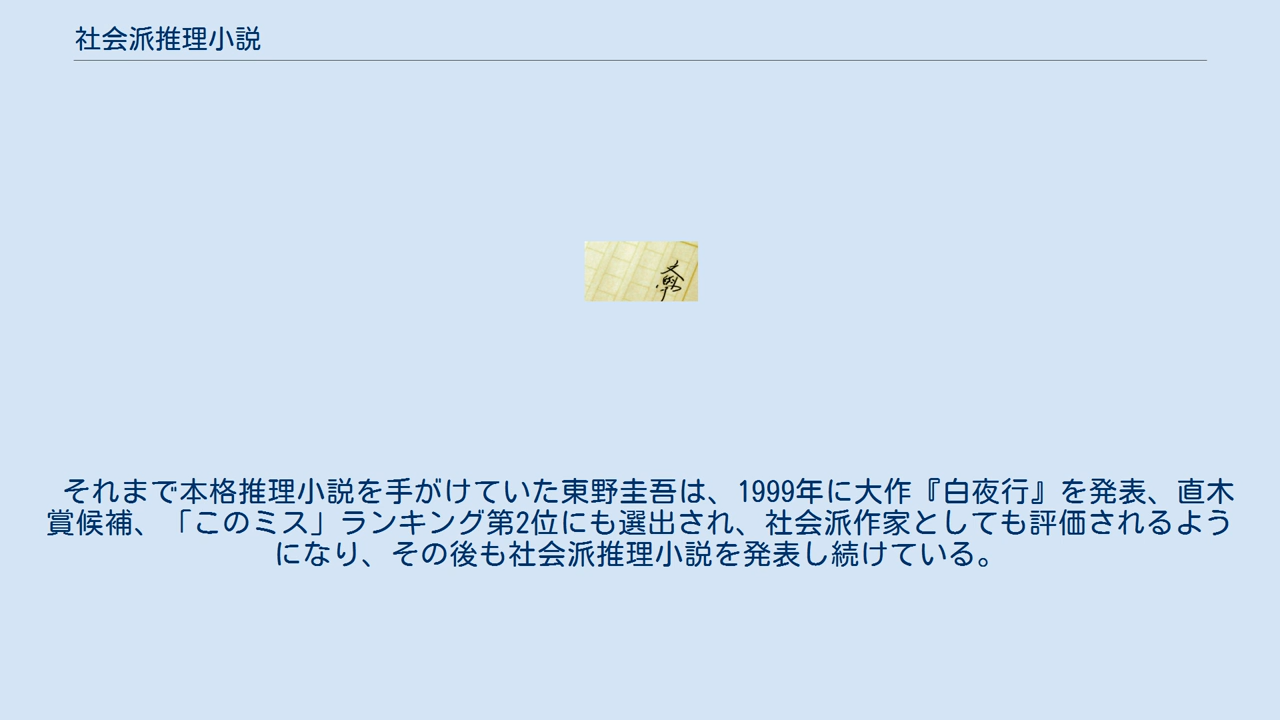 社会派推理小説
それまで本格推理小説を手がけていた東野圭吾は、1999年に大作『白夜行』を発表、直木
賞候補、「このミス」ランキング第2位にも選出され、社会派作家としても評価されるよう
になり、その後も社会派推理小説を発表し続けている。